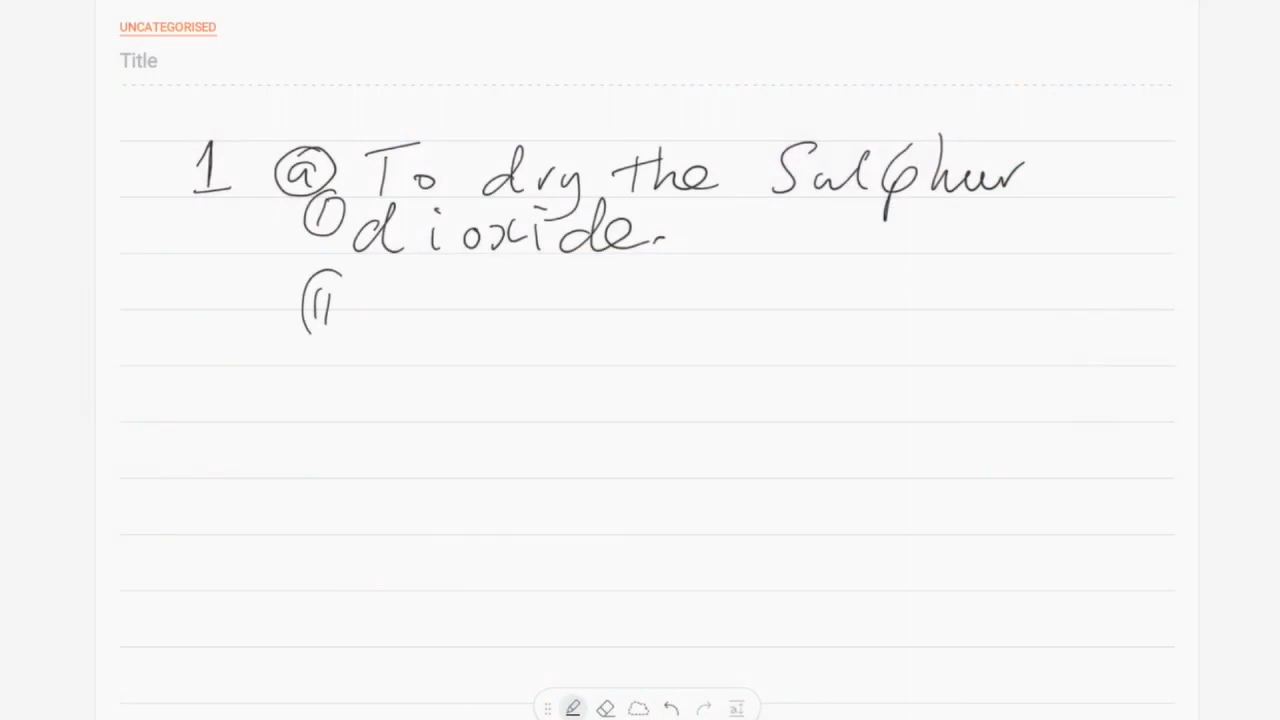 UNCATEGORISED
Title
1 (a) To dry the Sulphur
(i) dioxide.
(ii